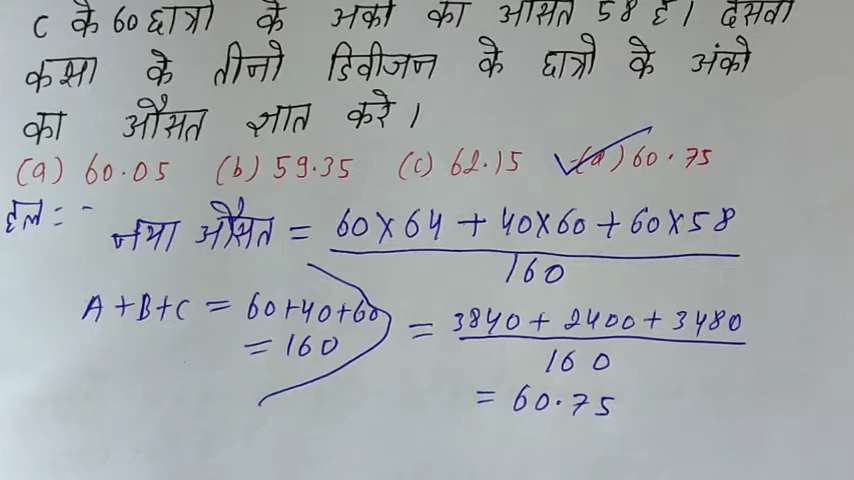 C के 60 छात्रों के अंकों का औसत 58 है। दसवी
कक्षा के तीनो डिवीजन के छात्रो के अंको
का औसत ज्ञात करे।
(a) 60.05 (b) 59.35 (c) 62.15 (d) 60.75
हल :-
नया औसत = 60×64 + 40×60 + 60×58
160
A+B+C = 60+40+60
= 160
= 3840 + 2400 + 3480
160
= 60.75